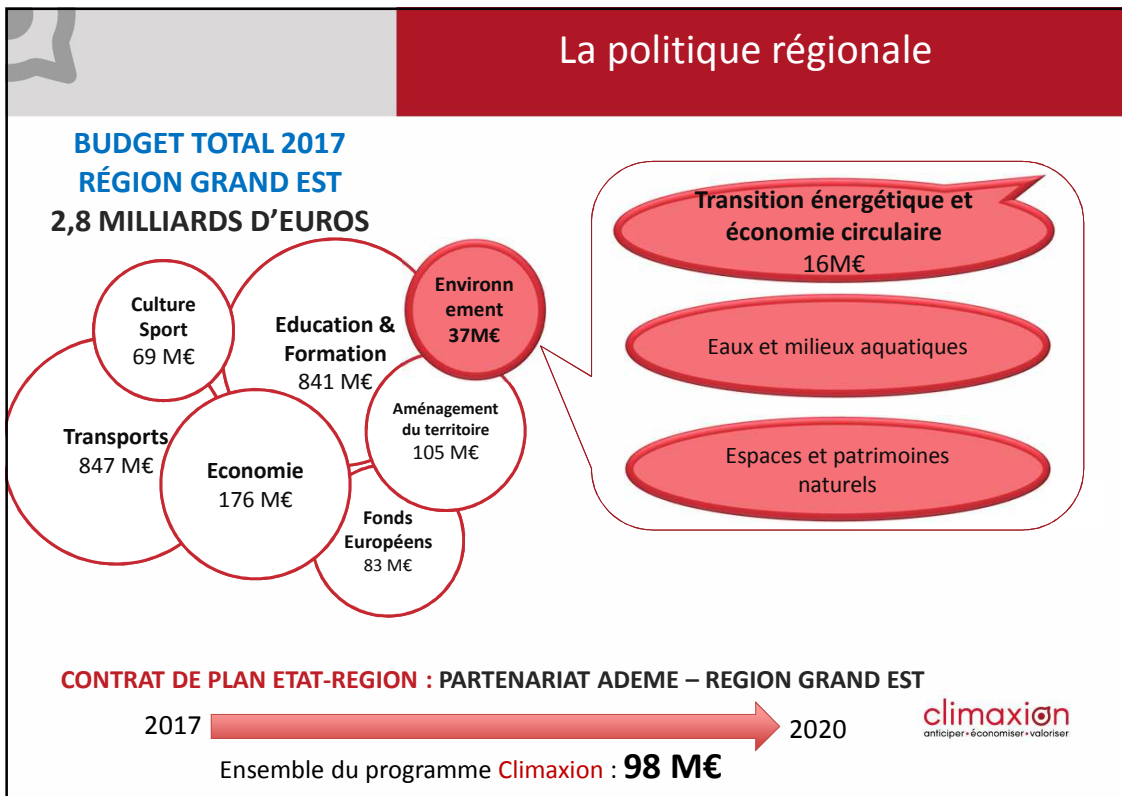 La politique régionale
BUDGET TOTAL 2017
RÉGION GRAND EST
2,8 MILLIARDS D’EUROS
Culture
Sport
69 M€
Education &
Formation
841 M€
Environn
ement
37M€
Transports
847 M€
Economie
176 M€
Aménagement
du territoire
105 M€
Fonds
Européens
83 M€
Transition énergétique et
économie circulaire
16M€
Eaux et milieux aquatiques
Espaces et patrimoines
naturels
CONTRAT DE PLAN ETAT-REGION : PARTENARIAT ADEME – REGION GRAND EST
2017
2020
climaxion
anticiper•économiser•valoriser
Ensemble du programme Climaxion : 98 M€